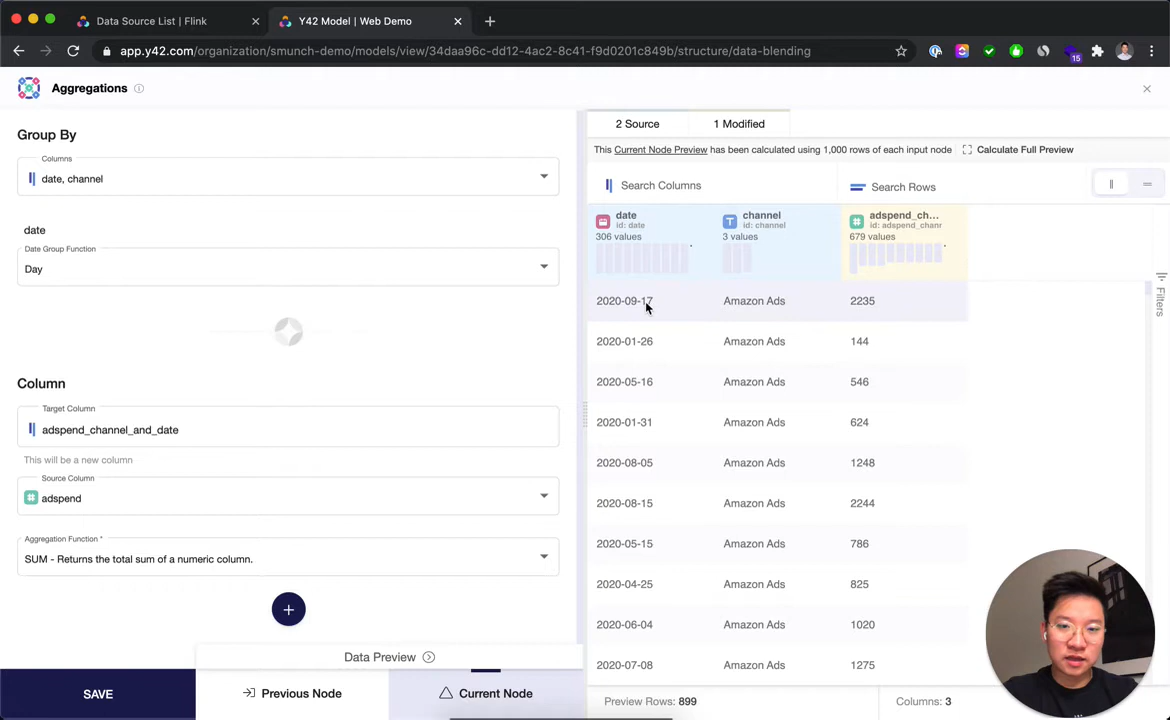 Data Source List | Flink
Y42 Model | Web Demo
app.y42.com/organization/smunch-demo/models/view/34daa96c-dd12-4ac2-8c41-f9d0201c849b/structure/data-blending
15
Aggregations
Group By
Columns
date, channel
date
Date Group Function
Day
Column
Target Column
adspend_channel_and_date
This will be a new column
Source Column
adspend
Aggregation Function *
SUM - Returns the total sum of a numeric column.
Data Preview
SAVE
Previous Node
Current Node
2 Source
1 Modified
This Current Node Preview has been calculated using 1,000 rows of each input node
Calculate Full Preview
Search Columns
Search Rows
date
id: date
306 values
channel
id: channel
3 values
adspend_ch...
id: adspend_chanr
679 values
2020-09-17 Amazon Ads 2235
2020-01-26 Amazon Ads 144
2020-05-16 Amazon Ads 546
2020-01-31 Amazon Ads 624
2020-08-05 Amazon Ads 1248
2020-08-15 Amazon Ads 2244
2020-05-15 Amazon Ads 786
2020-04-25 Amazon Ads 825
2020-06-04 Amazon Ads 1020
2020-07-08 Amazon Ads 1275
Filters
Preview Rows: 899
Columns: 3